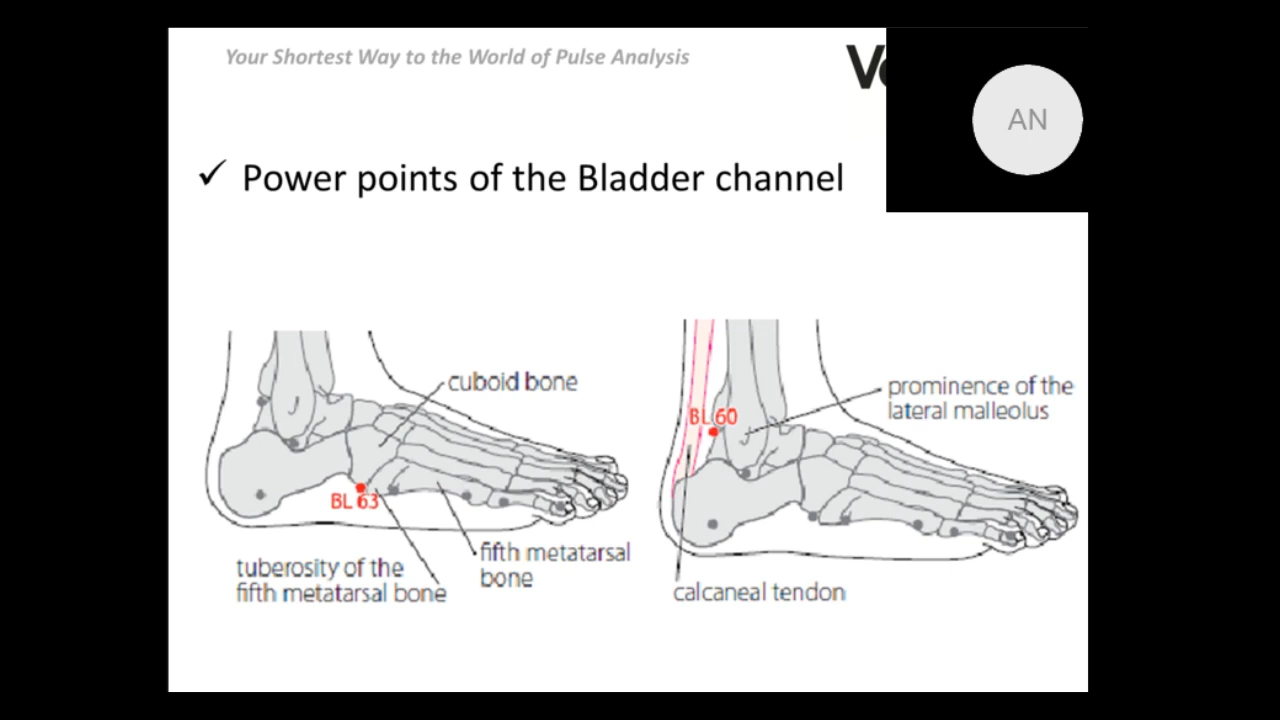 Your Shortest Way to the World of Pulse Analysis
AN
✓ Power points of the Bladder channel
cuboid bone
BL 63
tuberosity of the
fifth metatarsal bone
fifth metatarsal
bone
BL 60
prominence of the
lateral malleolus
calcaneal tendon